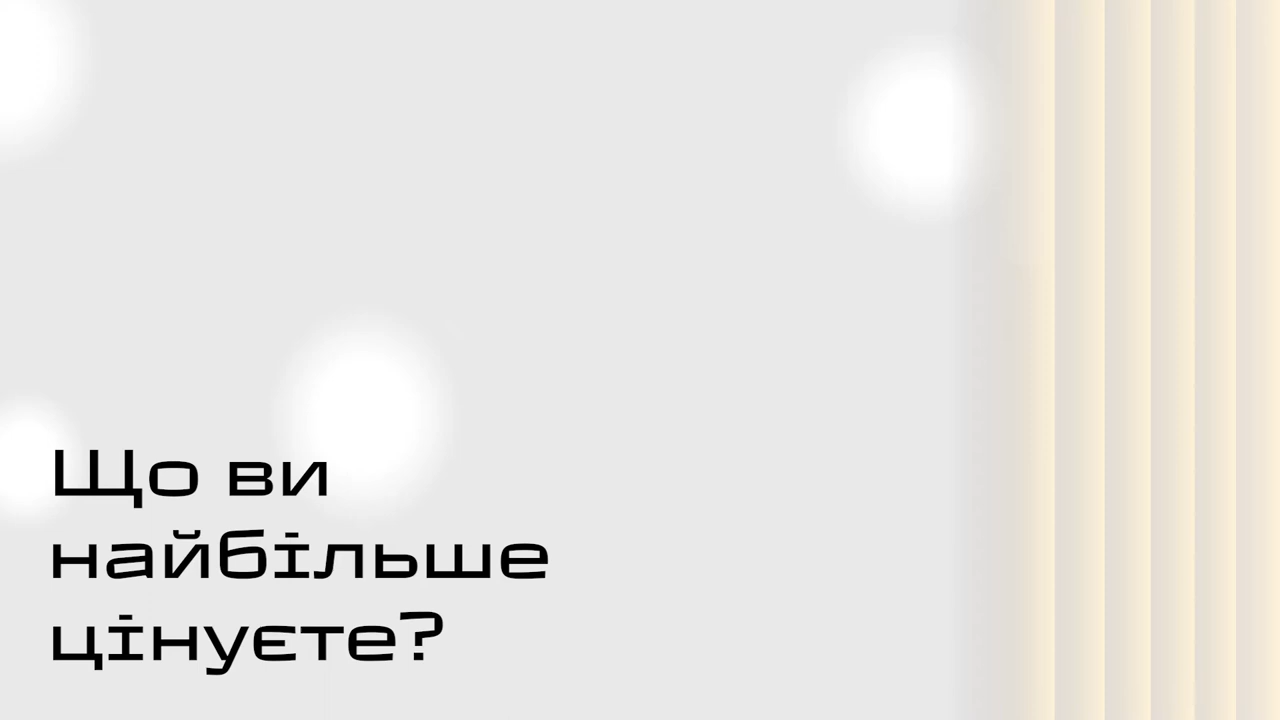 Що ви
найбільше
цінуєте?